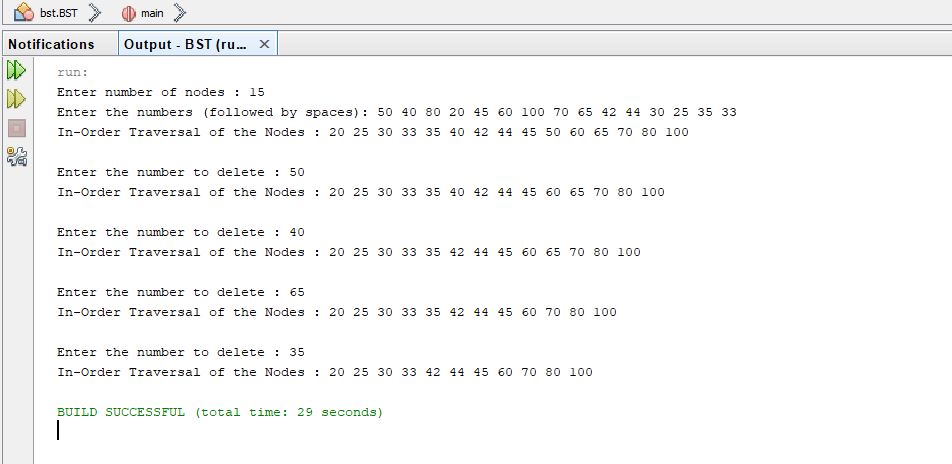 bst.BST main
Notifications Output - BST (ru... ×
run:
Enter number of nodes : 15
Enter the numbers (followed by spaces): 50 40 80 20 45 60 100 70 65 42 44 30 25 35 33
In-Order Traversal of the Nodes : 20 25 30 33 35 40 42 44 45 50 60 65 70 80 100
Enter the number to delete : 50
In-Order Traversal of the Nodes : 20 25 30 33 35 40 42 44 45 60 65 70 80 100
Enter the number to delete : 40
In-Order Traversal of the Nodes : 20 25 30 33 35 42 44 45 60 65 70 80 100
Enter the number to delete : 65
In-Order Traversal of the Nodes : 20 25 30 33 35 42 44 45 60 70 80 100
Enter the number to delete : 35
In-Order Traversal of the Nodes : 20 25 30 33 42 44 45 60 70 80 100
BUILD SUCCESSFUL (total time: 29 seconds)